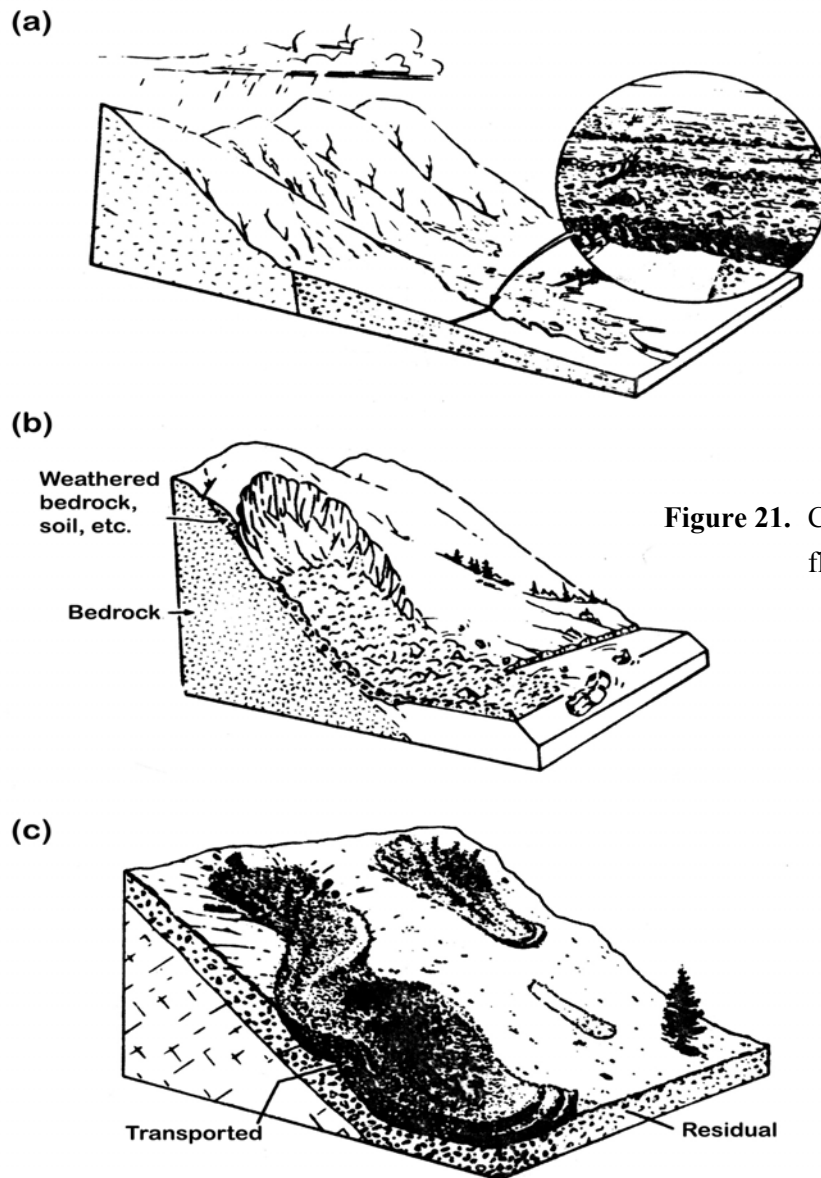 (a)
(b)
Weathered
bedrock,
soil, etc.
Bedrock
Figure 21.
(c)
Transported
Residual